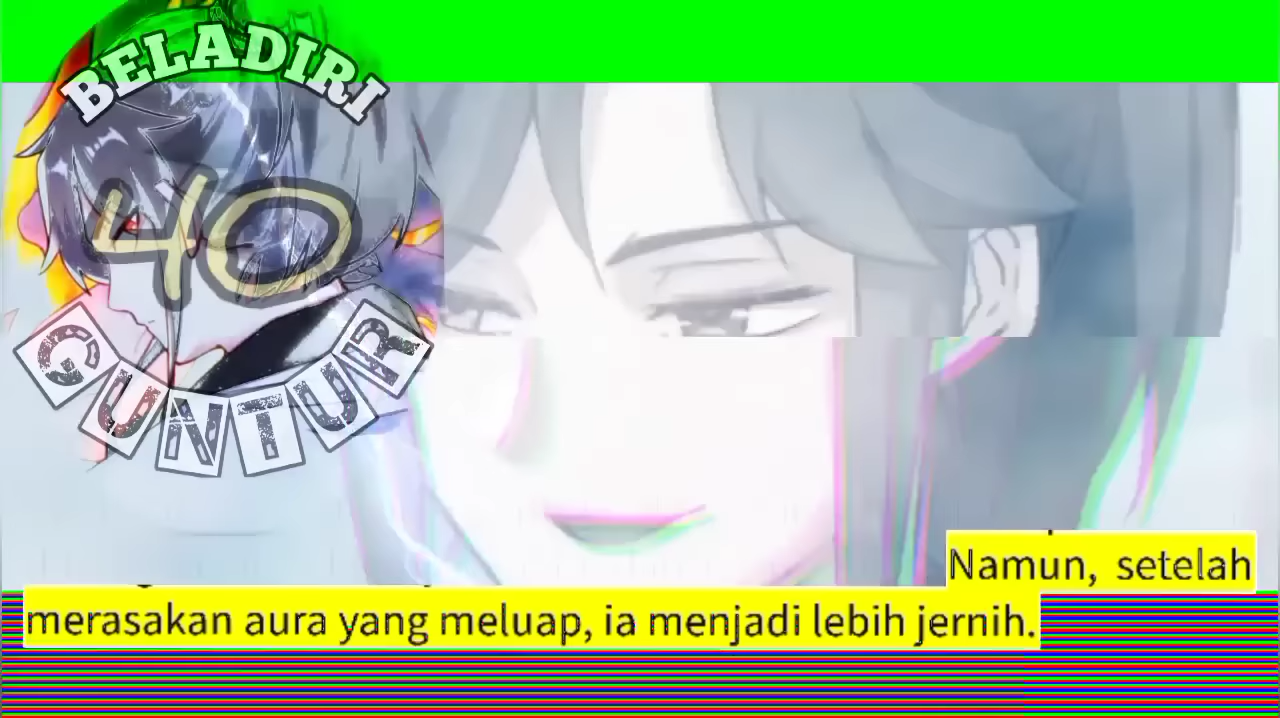 BELADIRI
40
GUNTUR
Namun, setelah
merasakan aura yang meluap, ia menjadi lebih jernih.